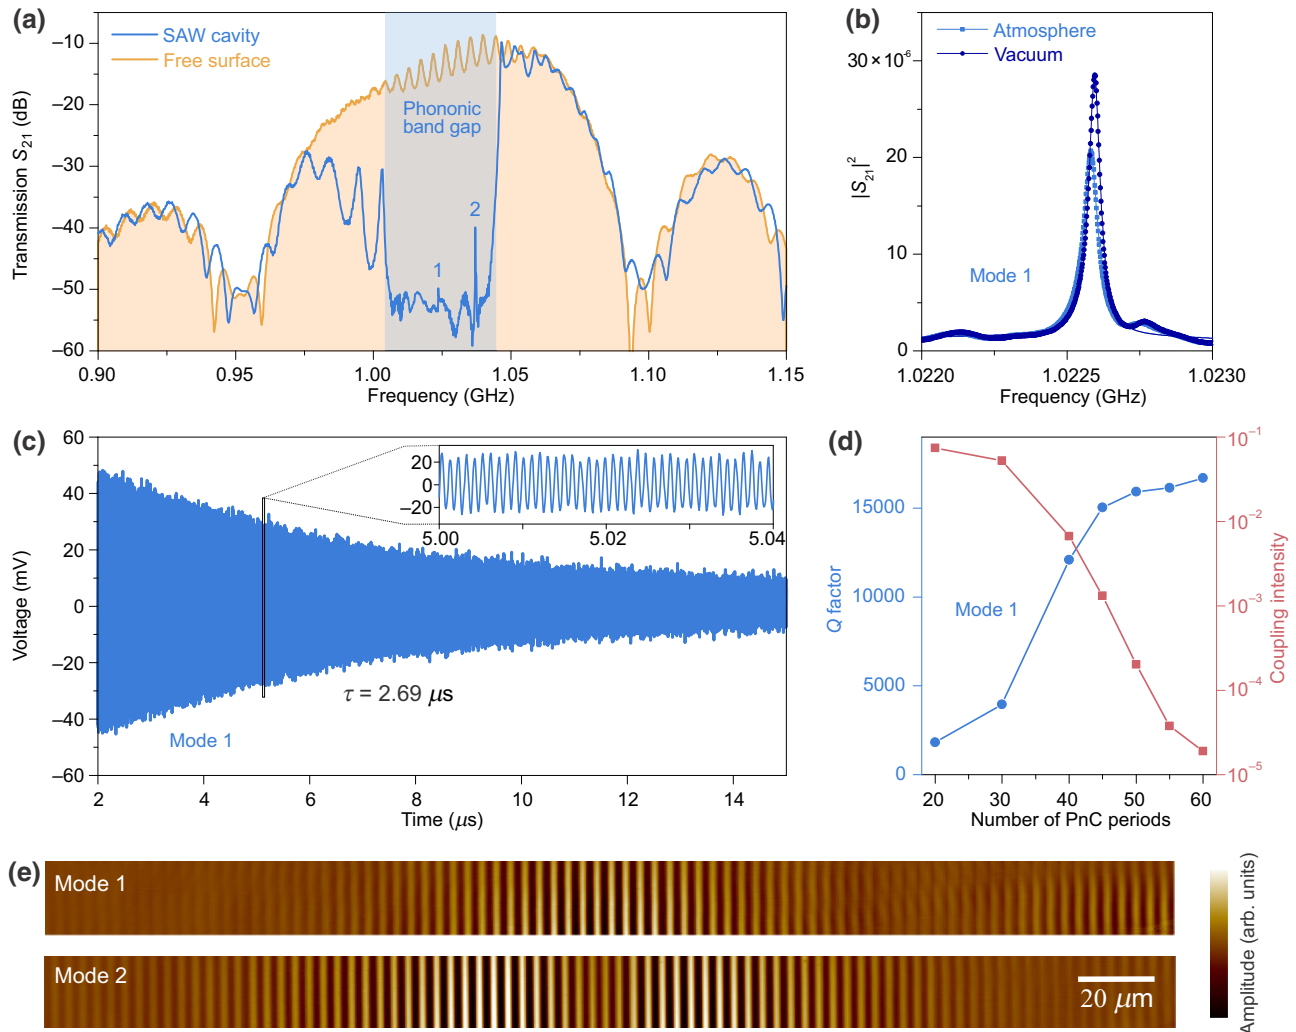 (a)
SAW cavity
Free surface
Phononic
band gap
1
2
Transmission S21 (dB)
–10
–20
–30
–40
–50
–60
0.90
0.95
1.00
1.05
1.10
1.15
Frequency (GHz)
(b)
Atmosphere
Vacuum
30 × 10⁻⁶
20
10
0
|S21|²
Mode 1
1.0220
1.0225
1.0230
Frequency (GHz)
(c)
60
40
20
0
–20
–40
–60
Voltage (mV)
20
0
–20
5.00
5.02
5.04
τ = 2.69 μs
Mode 1
2
4
6
8
10
12
14
Time (μs)
(d)
15000
10000
5000
0
Q factor
Mode 1
10⁻¹
10⁻²
10⁻³
10⁻⁴
10⁻⁵
Coupling intensity
20
30
40
50
60
Number of PnC periods
(e)
Mode 1
Mode 2
20 μm
Amplitude (arb. units)